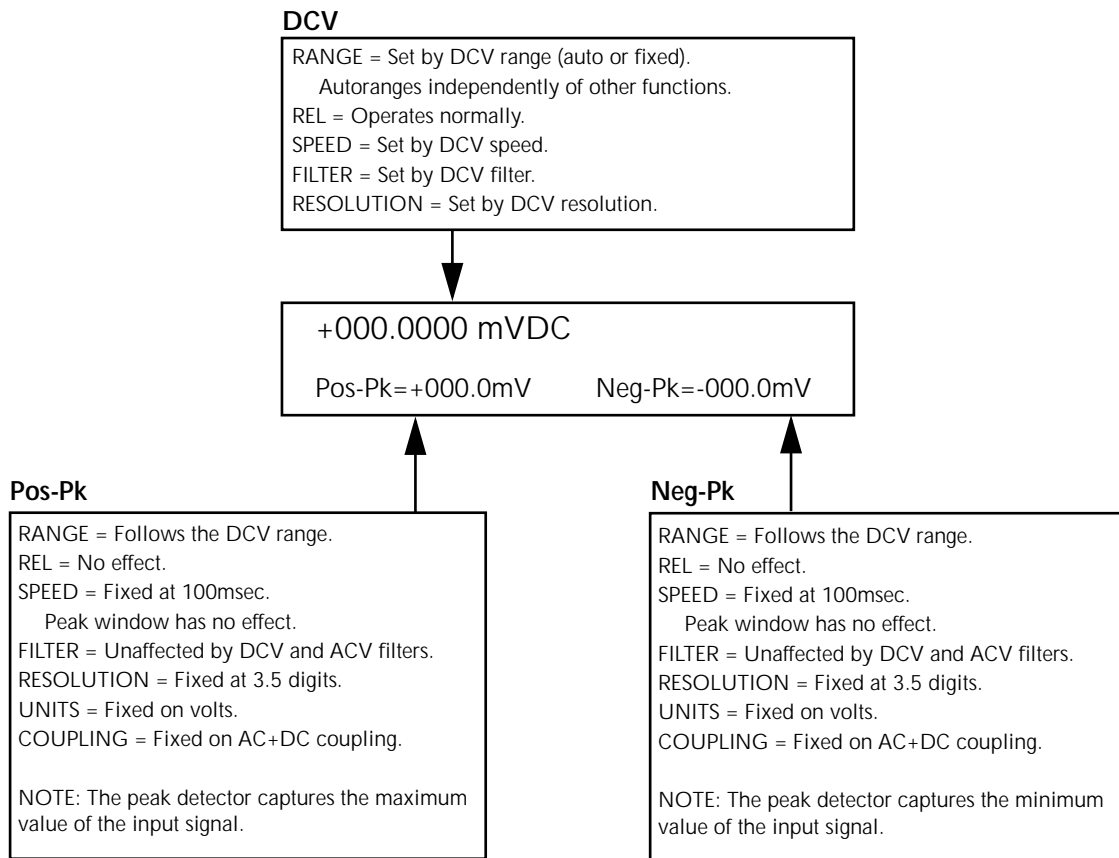 DCV
RANGE = Set by DCV range (auto or fixed).
Autoranges independently of other functions.
REL = Operates normally.
SPEED = Set by DCV speed.
FILTER = Set by DCV filter.
RESOLUTION = Set by DCV resolution.
+000.0000 mVDC
Pos-Pk=+000.0mV Neg-Pk=-000.0mV
Pos-Pk
RANGE = Follows the DCV range.
REL = No effect.
SPEED = Fixed at 100msec.
Peak window has no effect.
FILTER = Unaffected by DCV and ACV filters.
RESOLUTION = Fixed at 3.5 digits.
UNITS = Fixed on volts.
COUPLING = Fixed on AC+DC coupling.
NOTE: The peak detector captures the maximum
value of the input signal.
Neg-Pk
RANGE = Follows the DCV range.
REL = No effect.
SPEED = Fixed at 100msec.
Peak window has no effect.
FILTER = Unaffected by DCV and ACV filters.
RESOLUTION = Fixed at 3.5 digits.
UNITS = Fixed on volts.
COUPLING = Fixed on AC+DC coupling.
NOTE: The peak detector captures the minimum
value of the input signal.